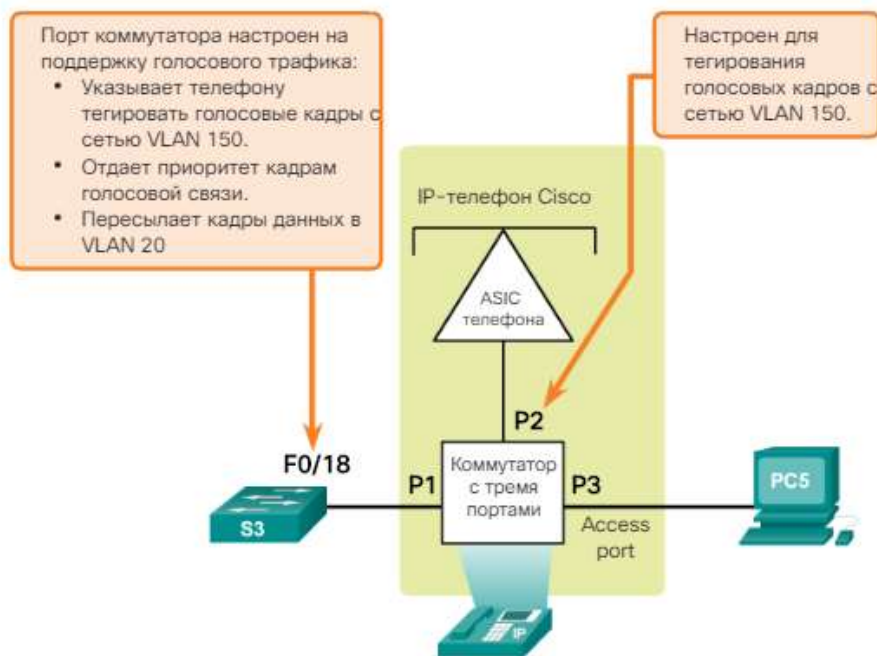 Порт коммутатора настроен на
поддержку голосового трафика:
• Указывает телефону
тегировать голосовые кадры с
сетью VLAN 150.
• Отдает приоритет кадрам
голосовой связи.
• Пересылает кадры данных в
VLAN 20
Настроен для
тегирования
голосовых кадров с
сетью VLAN 150.
IP-телефон Cisco
ASIC
телефона
P2
F0/18
P1
Коммутатор
с тремя
портами
P3
PC5
S3
Access
port
IP